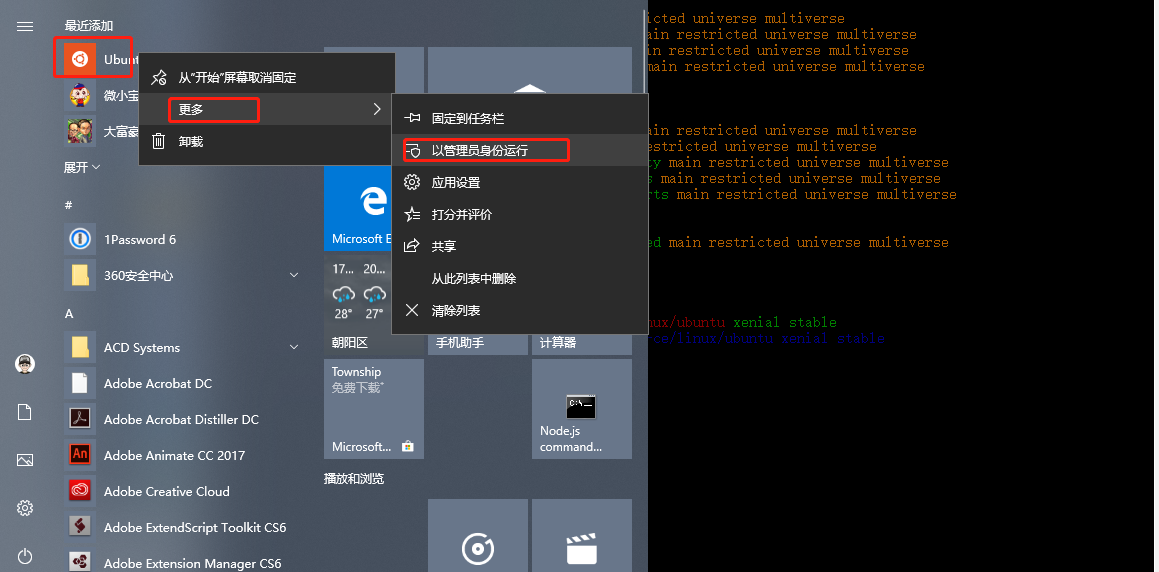 最近添加
Ubun
微小宝
大富豪
展开
#
1Password 6
360安全中心
A
ACD Systems
Adobe Acrobat DC
Adobe Acrobat Distiller DC
Adobe Animate CC 2017
Adobe Creative Cloud
Adobe ExtendScript Toolkit CS6
Adobe Extension Manager CS6
从"开始"屏幕取消固定
更多
卸载
固定到任务栏
以管理员身份运行
应用设置
打分并评价
共享
从此列表中删除
清除列表
Microsoft E
17... 20...
28° 27°
朝阳区
手机助手
计算器
Township
免费下载*
Microsoft...
C:\_
Node.js
command...
播放和浏览
icted universe multiverse
ain restricted universe multiverse
in restricted universe multiverse
main restricted universe multiverse
ain restricted universe multiverse
restricted universe multiverse
ty main restricted universe multiverse
s main restricted universe multiverse
rts main restricted universe multiverse
ed main restricted universe multiverse
nux/ubuntu xenial stable
ce/linux/ubuntu xenial stable